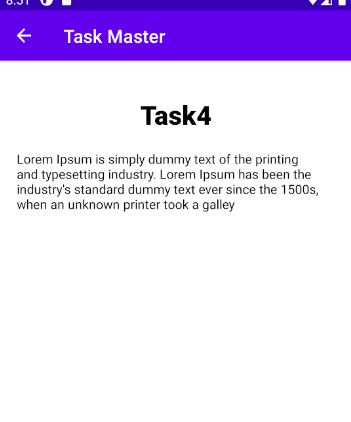 8:51
Task Master
Task4
Lorem Ipsum is simply dummy text of the printing
and typesetting industry. Lorem Ipsum has been the
industry's standard dummy text ever since the 1500s,
when an unknown printer took a galley